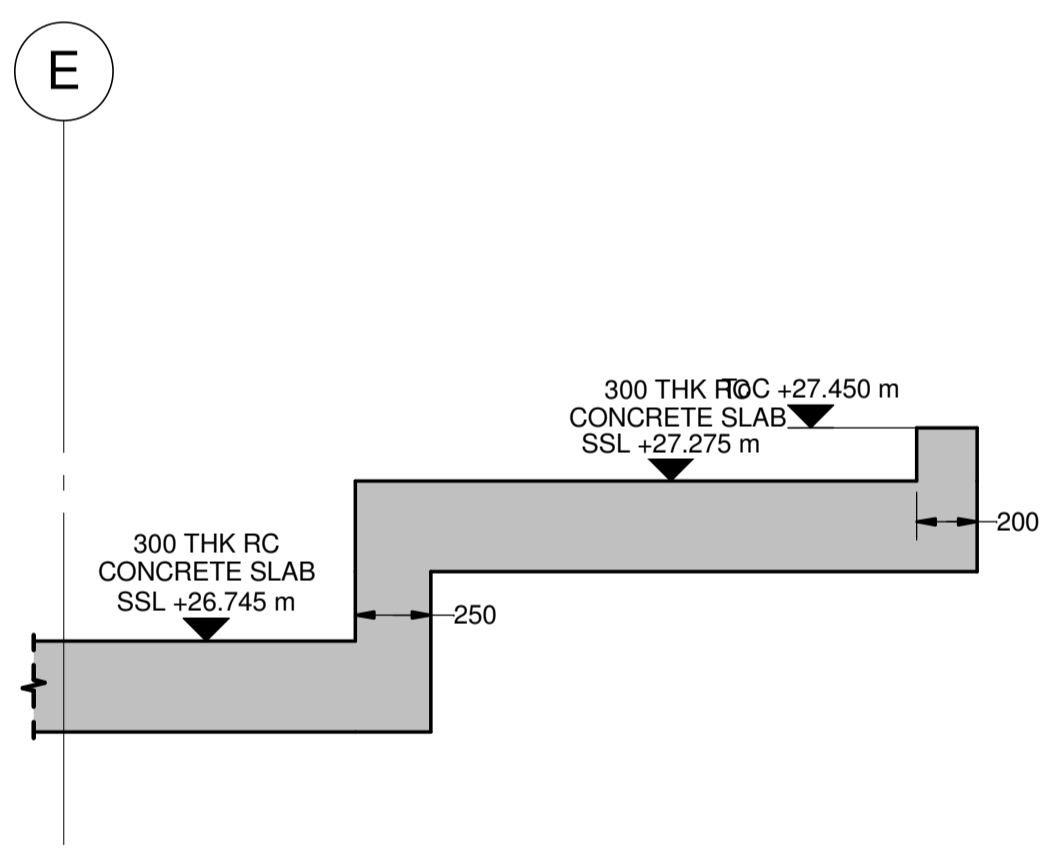 E
300 THK RC
TOC +27.450 m
CONCRETE SLAB
SSL +27.275 m
200
300 THK RC
CONCRETE SLAB
SSL +26.745 m
250